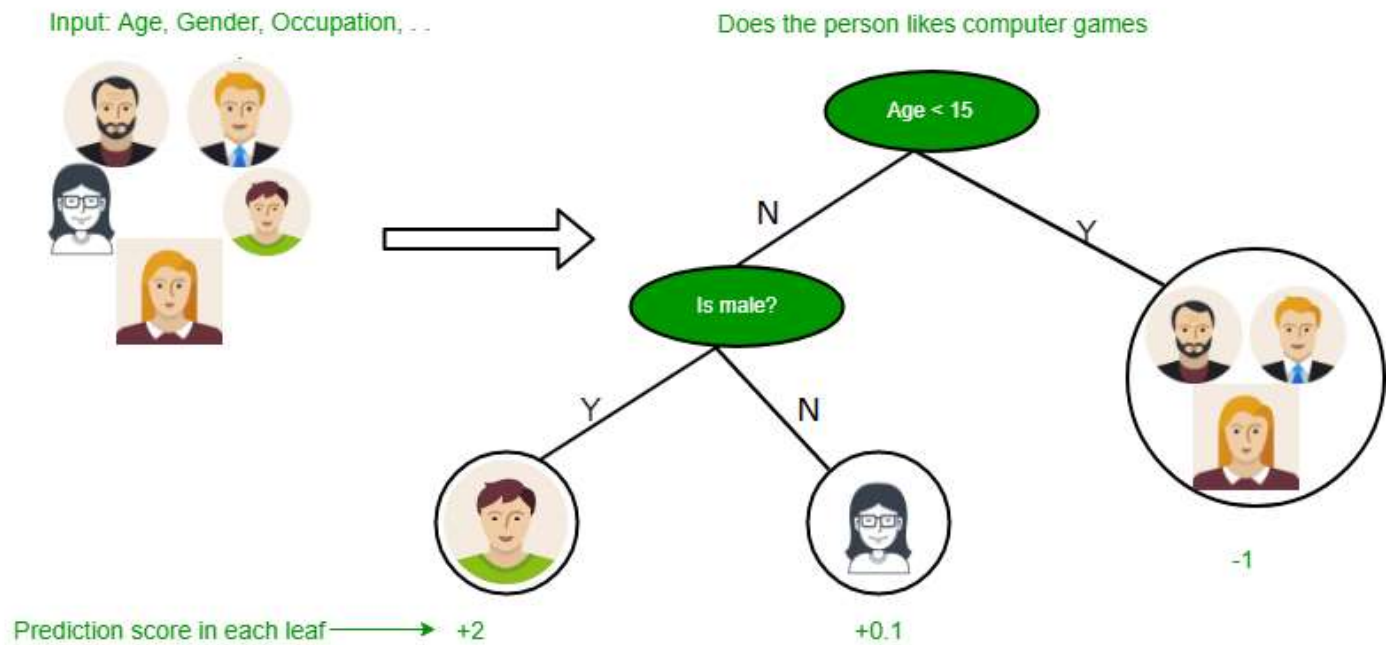 Input: Age, Gender, Occupation, . .
Does the person likes computer games
Age < 15
N
Y
Is male?
Y
N
-1
Prediction score in each leaf
+2
+0.1